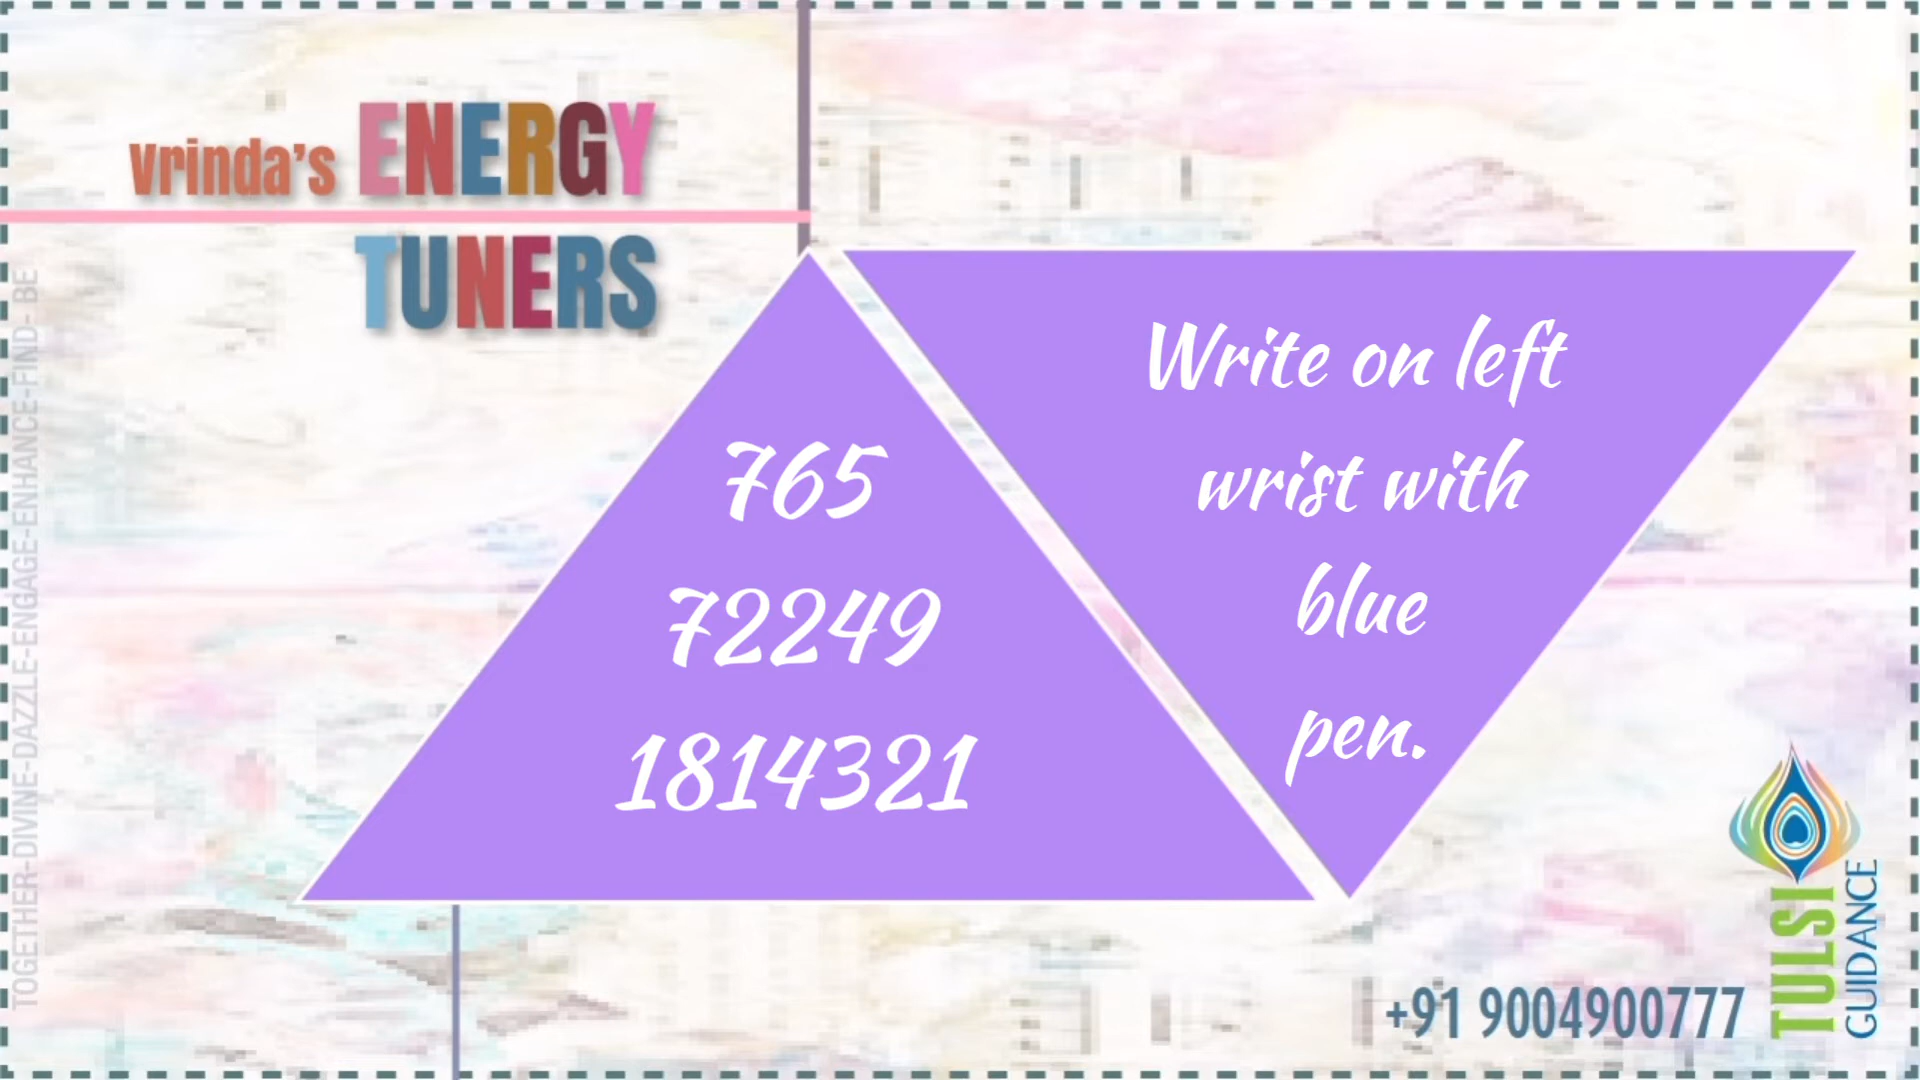 Vrinda's ENERGY
TUNERS
765
72249
1814321
Write on left
wrist with
blue
pen.
TOGETHER-DIVINE-DAZZLE-ENGAGE-ENHANCE-FIND-BE
+91 9004900777
TULSI
GUIDANCE